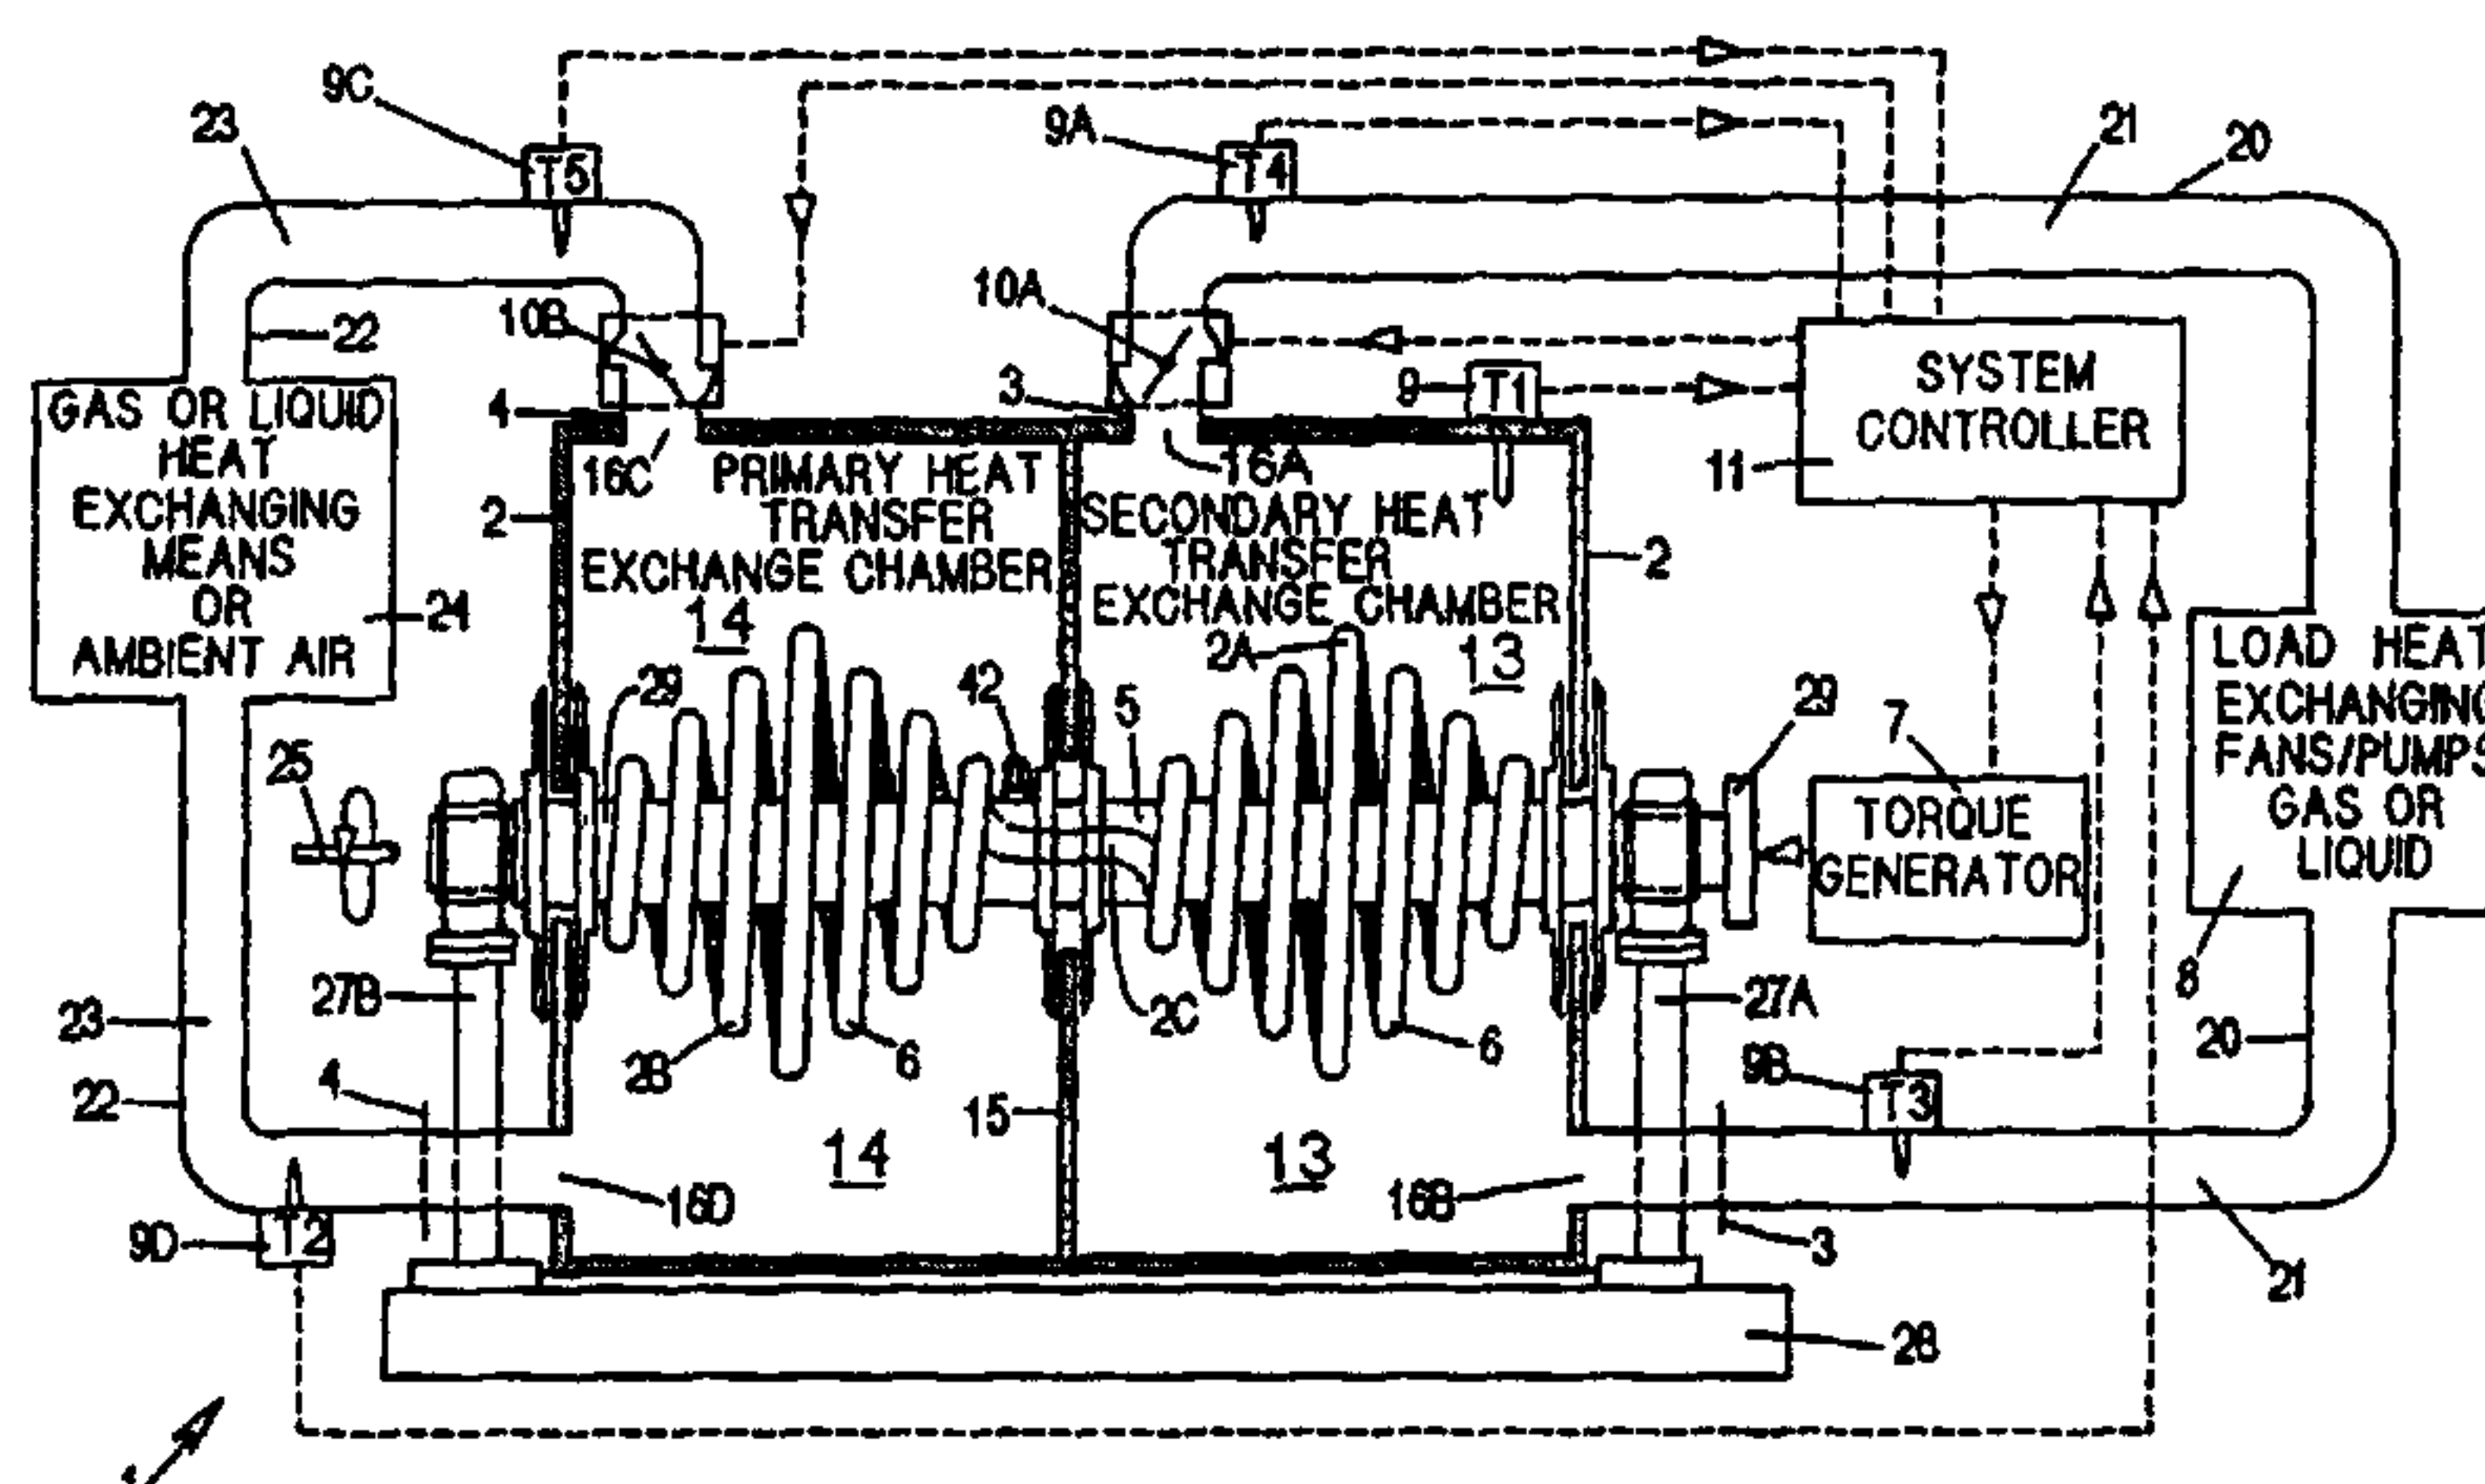 9C
23
T5
9A
T4
21
20
10B
10A
22
GAS OR LIQUID
HEAT
EXCHANGING
MEANS
OR
AMBIENT AIR
24
4
3
9
T1
SYSTEM
CONTROLLER
11
16C
16A
2
PRIMARY HEAT
TRANSFER
EXCHANGE CHAMBER
14
SECONDARY HEAT
TRANSFER
EXCHANGE CHAMBER
2A
13
2
29
42
5
29
7
TORQUE
GENERATOR
LOAD HEAT
EXCHANGING
FANS/PUMPS
GAS OR
LIQUID
8
25
27B
2B
6
2C
6
27A
23
22
4
15
14
13
9B
T3
20
16D
16B
3
9D
T2
21
28
1